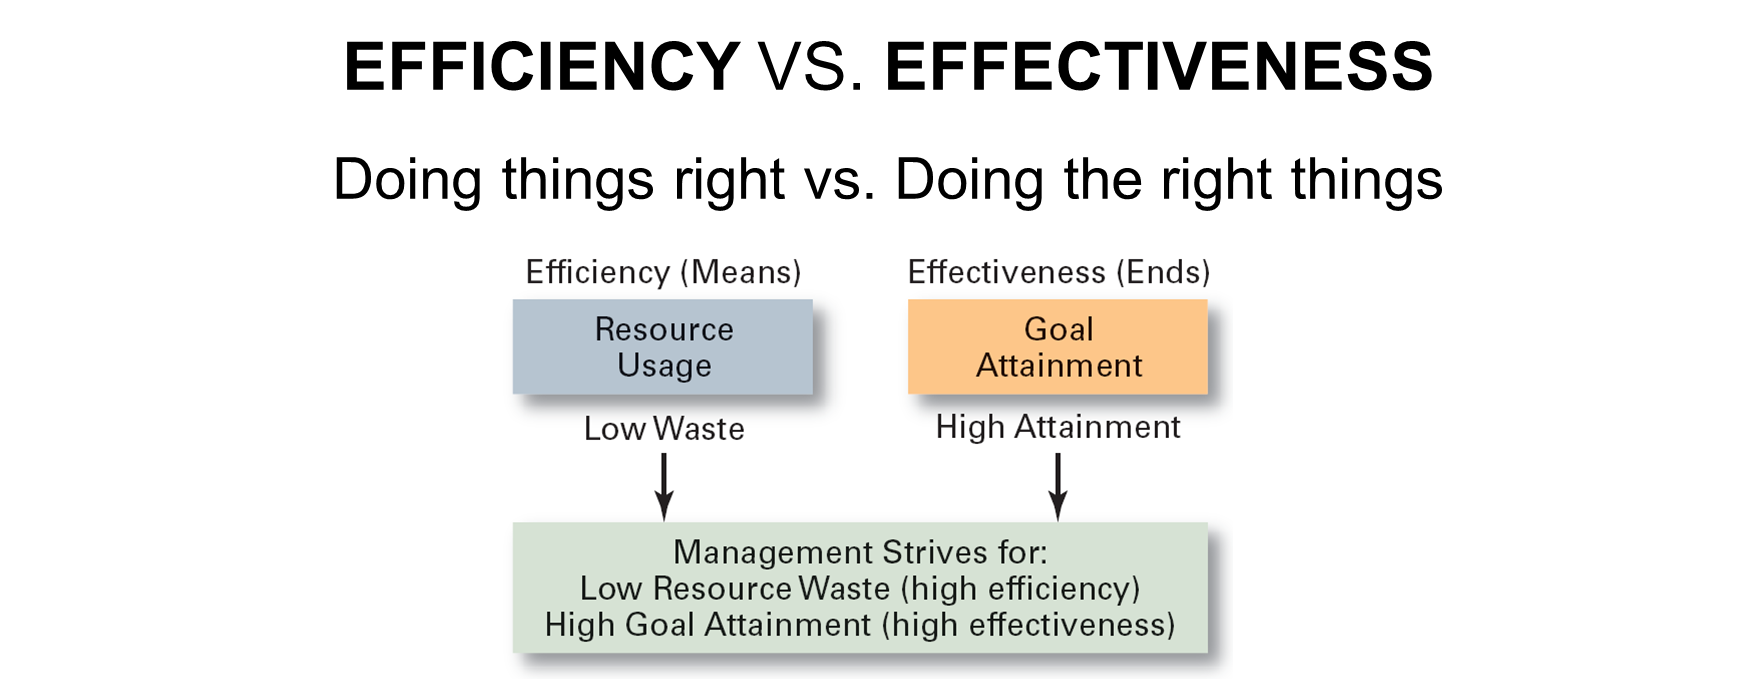 EFFICIENCY VS. EFFECTIVENESS
Doing things right vs. Doing the right things
Efficiency (Means)
Resource
Usage
Low Waste
Effectiveness (Ends)
Goal
Attainment
High Attainment
Management Strives for:
Low Resource Waste (high efficiency)
High Goal Attainment (high effectiveness)